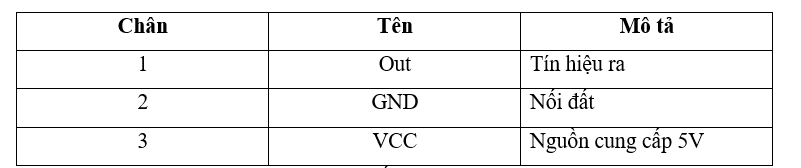 Chân Tên Mô tả
1 Out Tín hiệu ra
2 GND Nối đất
3 VCC Nguồn cung cấp 5V